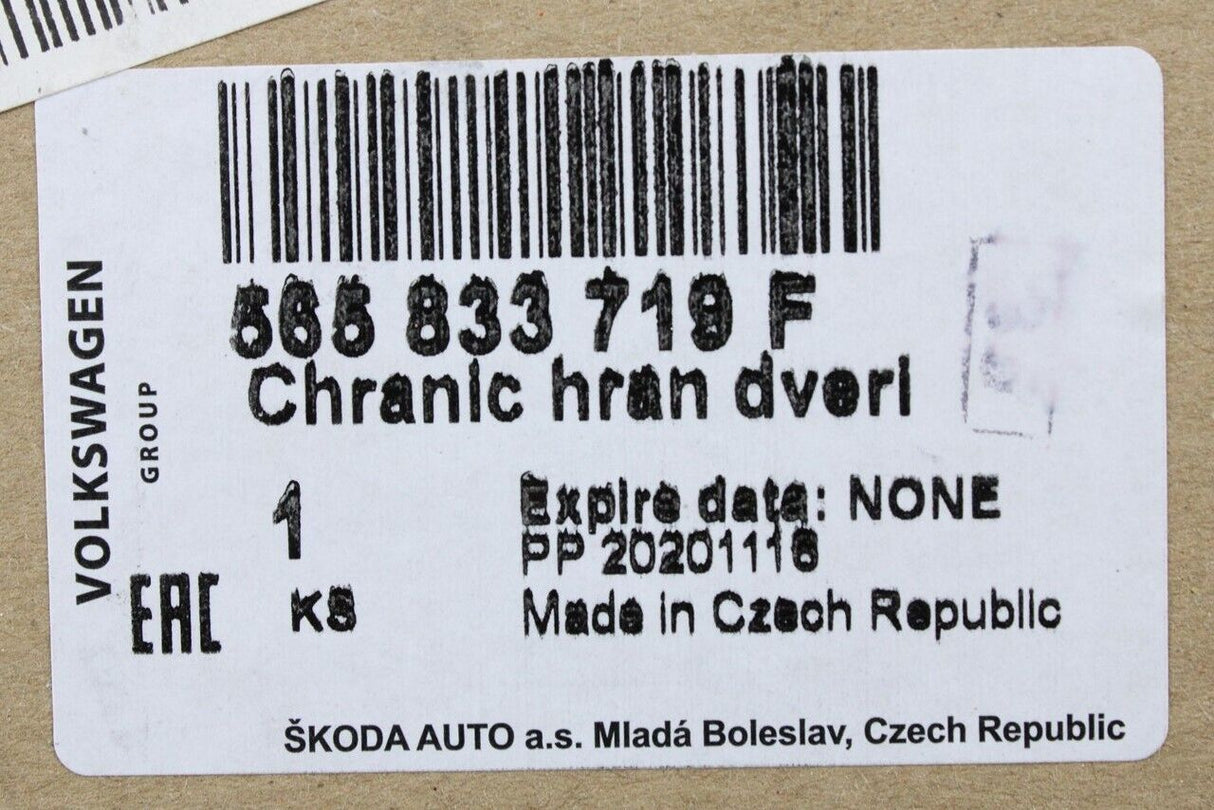 VOLKSWAGEN
GROUP
565 833 719 F
Chranic hran dveri
1
Expire data: NONE
PP 20201116
EAC
KS
Made in Czech Republic
ŠKODA AUTO a.s. Mladá Boleslav, Czech Republic